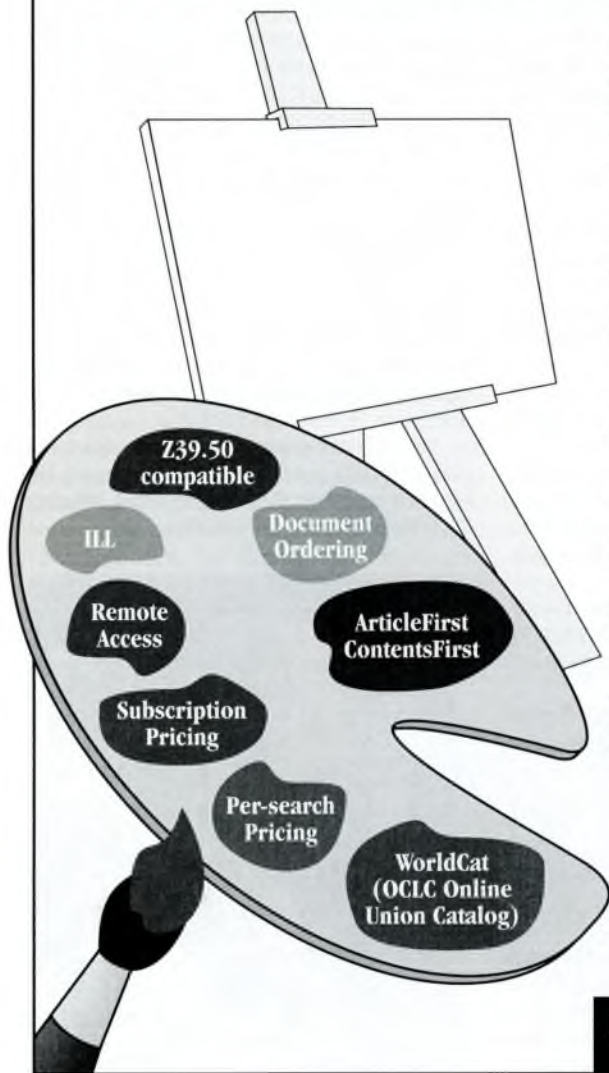 Z39.50
compatible
ILL
Document
Ordering
Remote
Access
ArticleFirst
ContentsFirst
Subscription
Pricing
Per-search
Pricing
WorldCat
(OCLC Online
Union Catalog)